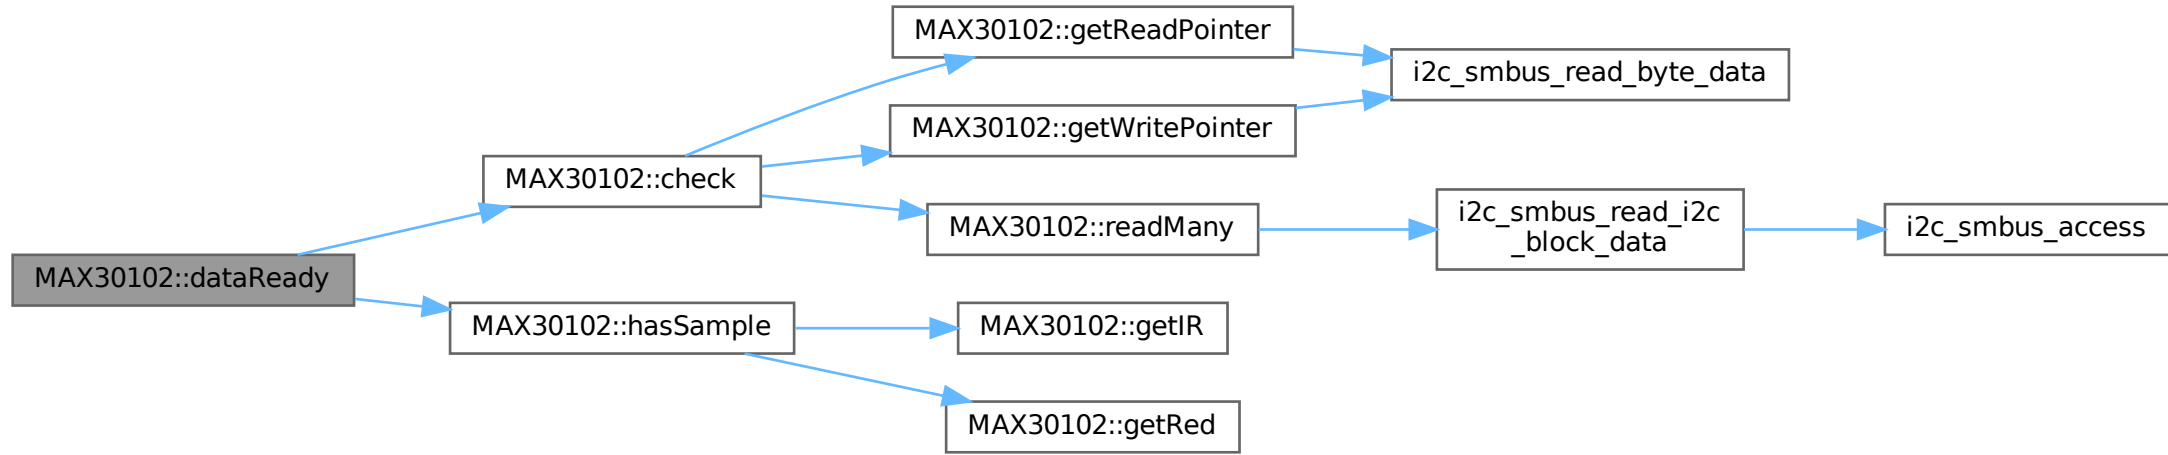 MAX30102::getReadPointer
i2c_smbus_read_byte_data
MAX30102::getWritePointer
MAX30102::check
MAX30102::readMany
i2c_smbus_read_i2c
_block_data
i2c_smbus_access
MAX30102::dataReady
MAX30102::hasSample
MAX30102::getIR
MAX30102::getRed